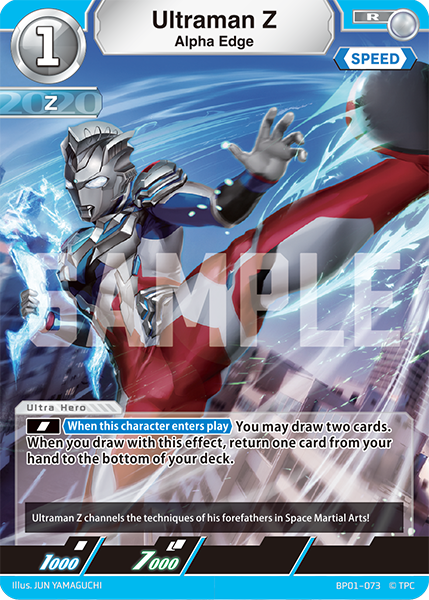 Ultraman Z
Alpha Edge
1
R
SPEED
2020
Z
SAMPLE
Ultra Hero
When this character enters play You may draw two cards.
When you draw with this effect, return one card from your
hand to the bottom of your deck.
Ultraman Z channels the techniques of his forefathers in Space Martial Arts!
1000 7000
Illus. JUN YAMAGUCHI BP01-073 © TPC